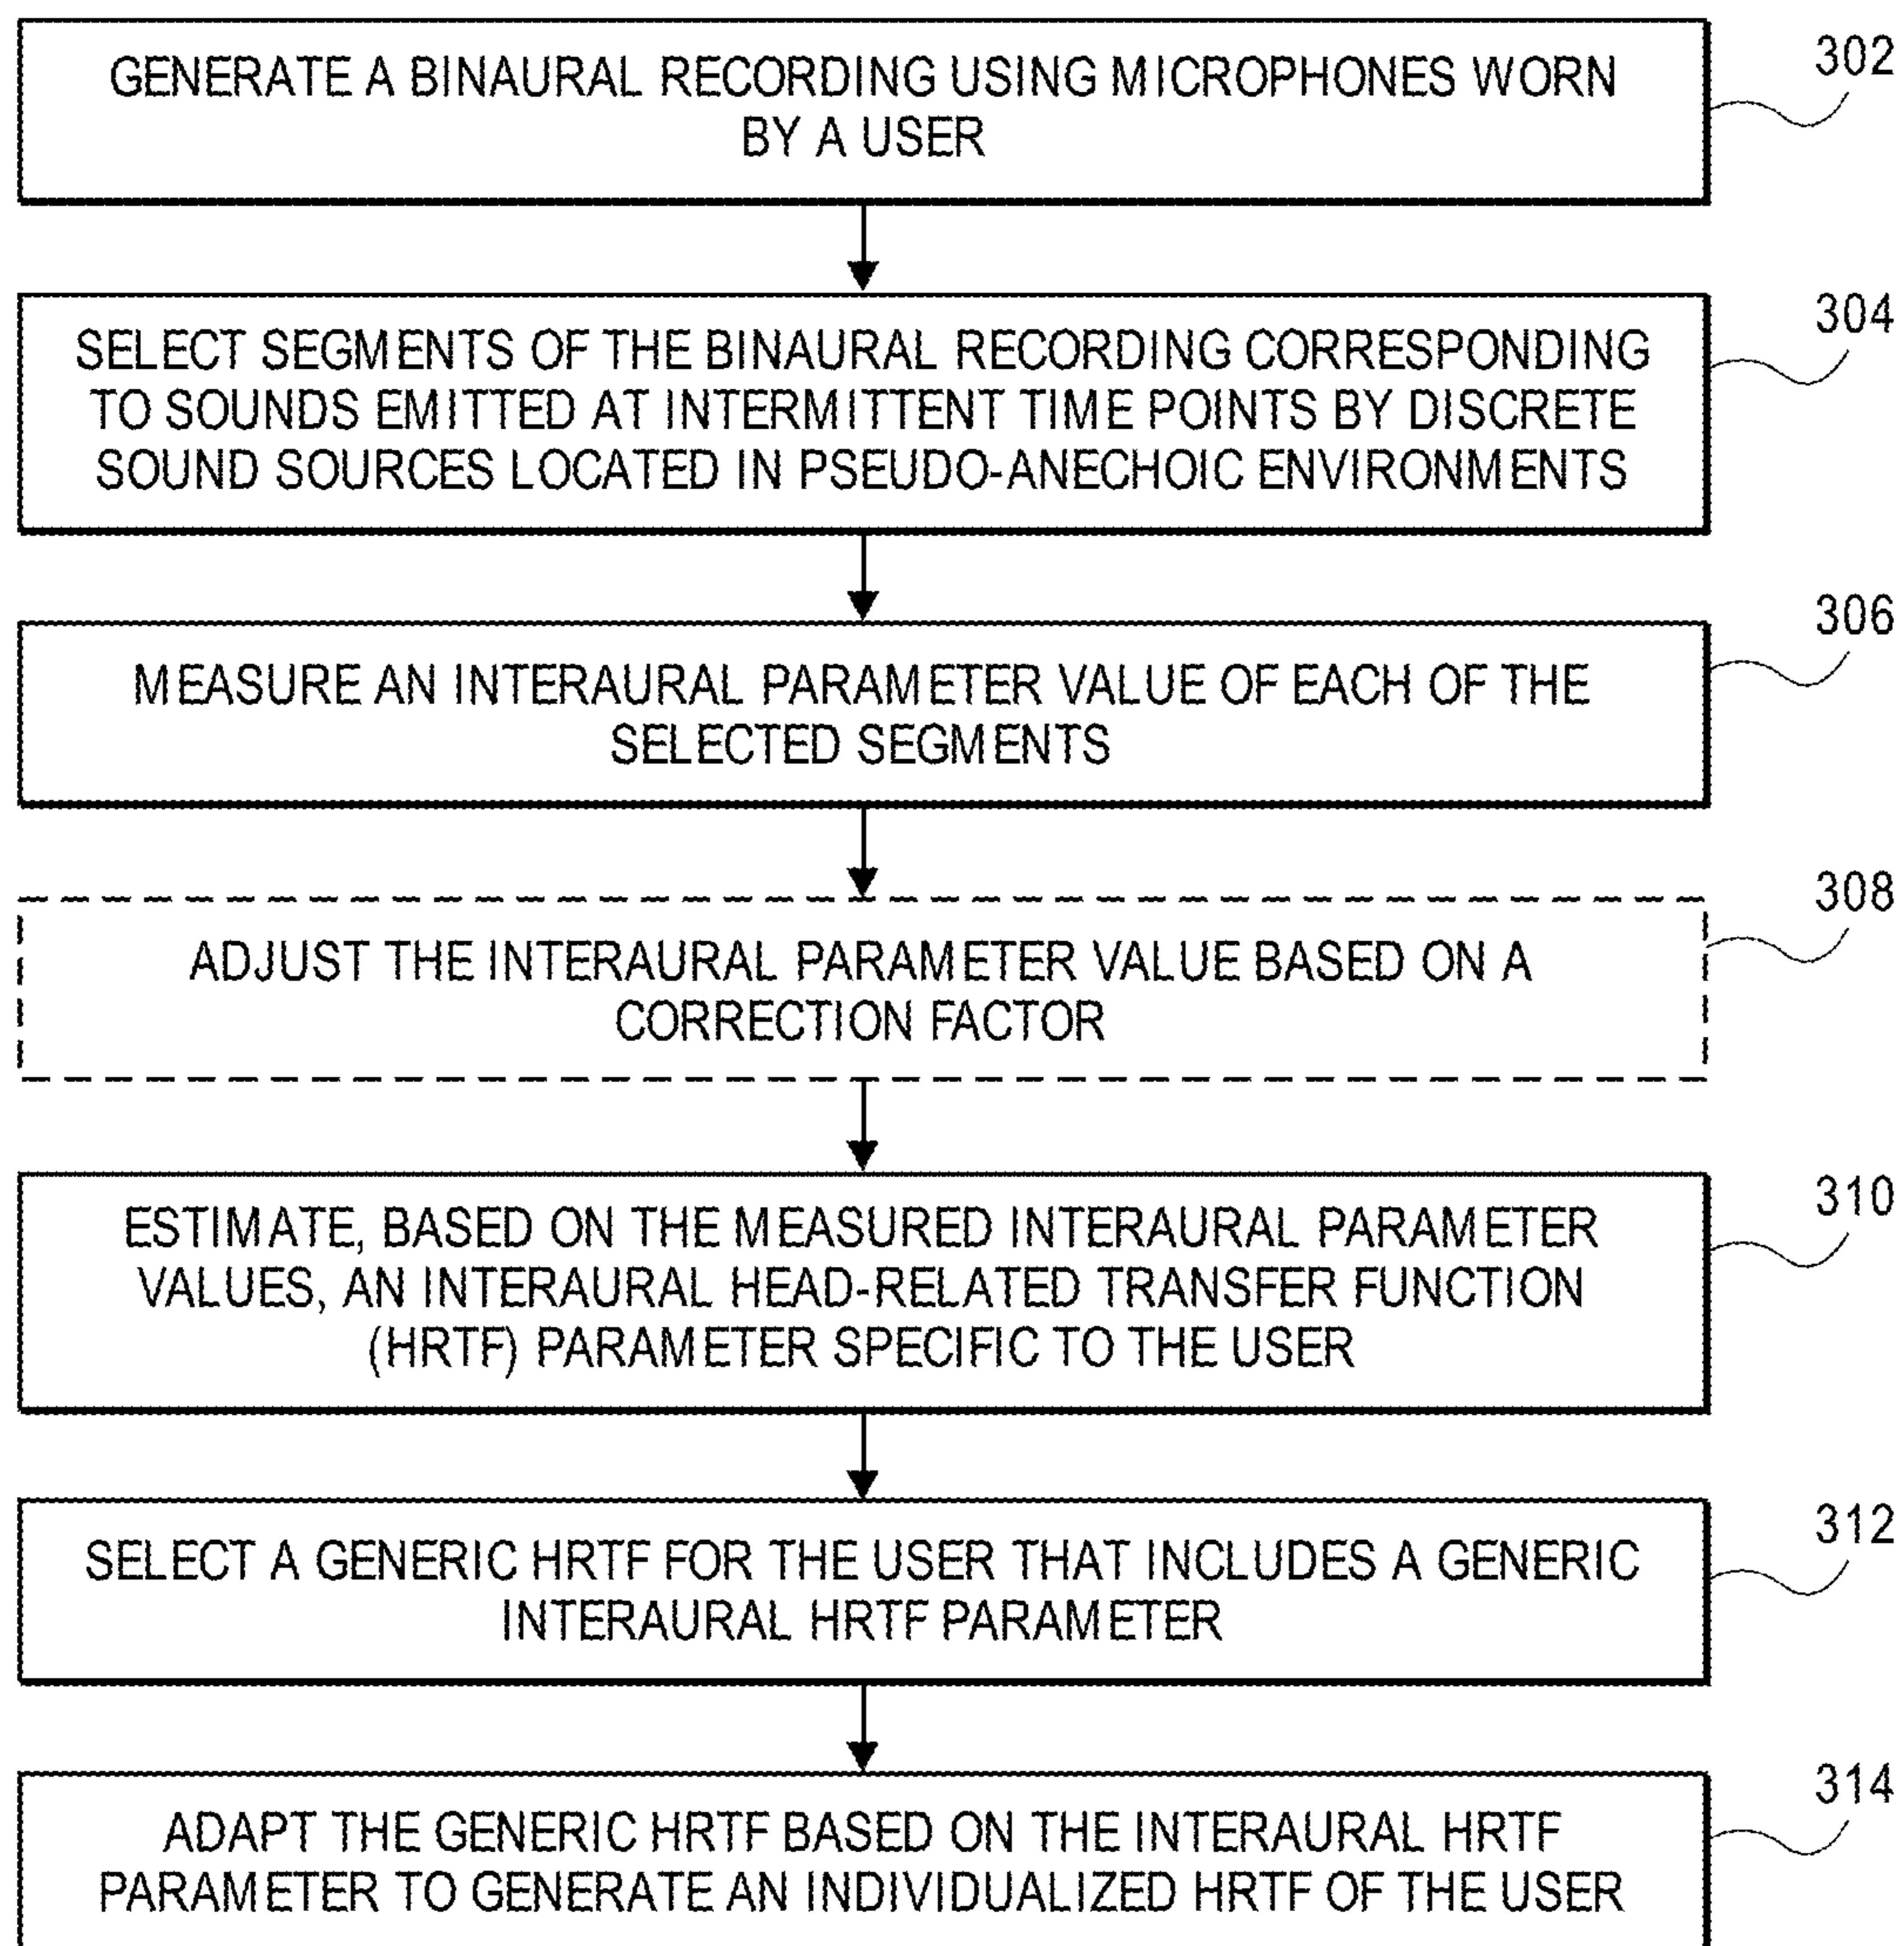 GENERATE A BINAURAL RECORDING USING MICROPHONES WORN
BY A USER
302
SELECT SEGMENTS OF THE BINAURAL RECORDING CORRESPONDING
TO SOUNDS EMITTED AT INTERMITTENT TIME POINTS BY DISCRETE
SOUND SOURCES LOCATED IN PSEUDO-ANECHOIC ENVIRONMENTS
304
MEASURE AN INTERAURAL PARAMETER VALUE OF EACH OF THE
SELECTED SEGMENTS
306
ADJUST THE INTERAURAL PARAMETER VALUE BASED ON A
CORRECTION FACTOR
308
ESTIMATE, BASED ON THE MEASURED INTERAURAL PARAMETER
VALUES, AN INTERAURAL HEAD-RELATED TRANSFER FUNCTION
(HRTF) PARAMETER SPECIFIC TO THE USER
310
SELECT A GENERIC HRTF FOR THE USER THAT INCLUDES A GENERIC
INTERAURAL HRTF PARAMETER
312
ADAPT THE GENERIC HRTF BASED ON THE INTERAURAL HRTF
PARAMETER TO GENERATE AN INDIVIDUALIZED HRTF OF THE USER
314